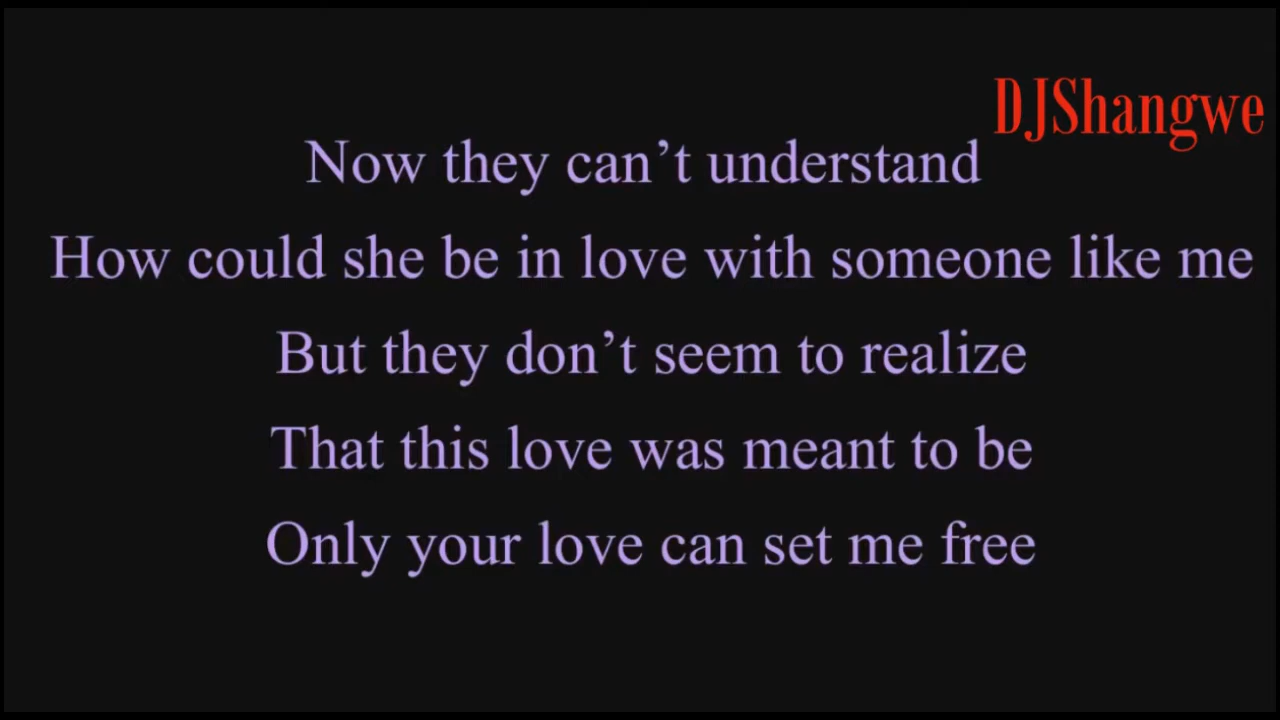 DJShangwe
Now they can’t understand
How could she be in love with someone like me
But they don’t seem to realize
That this love was meant to be
Only your love can set me free